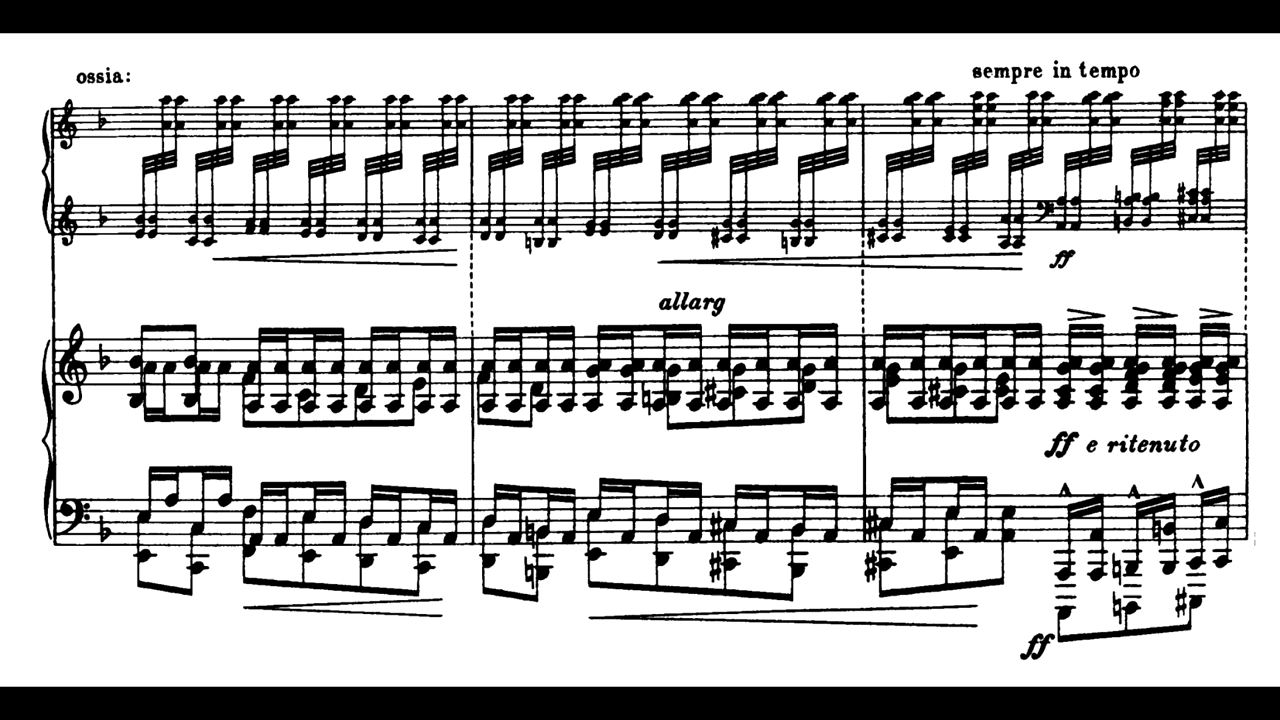 ossia:
sempre in tempo
ff
allarg
ff e ritenuto
ff